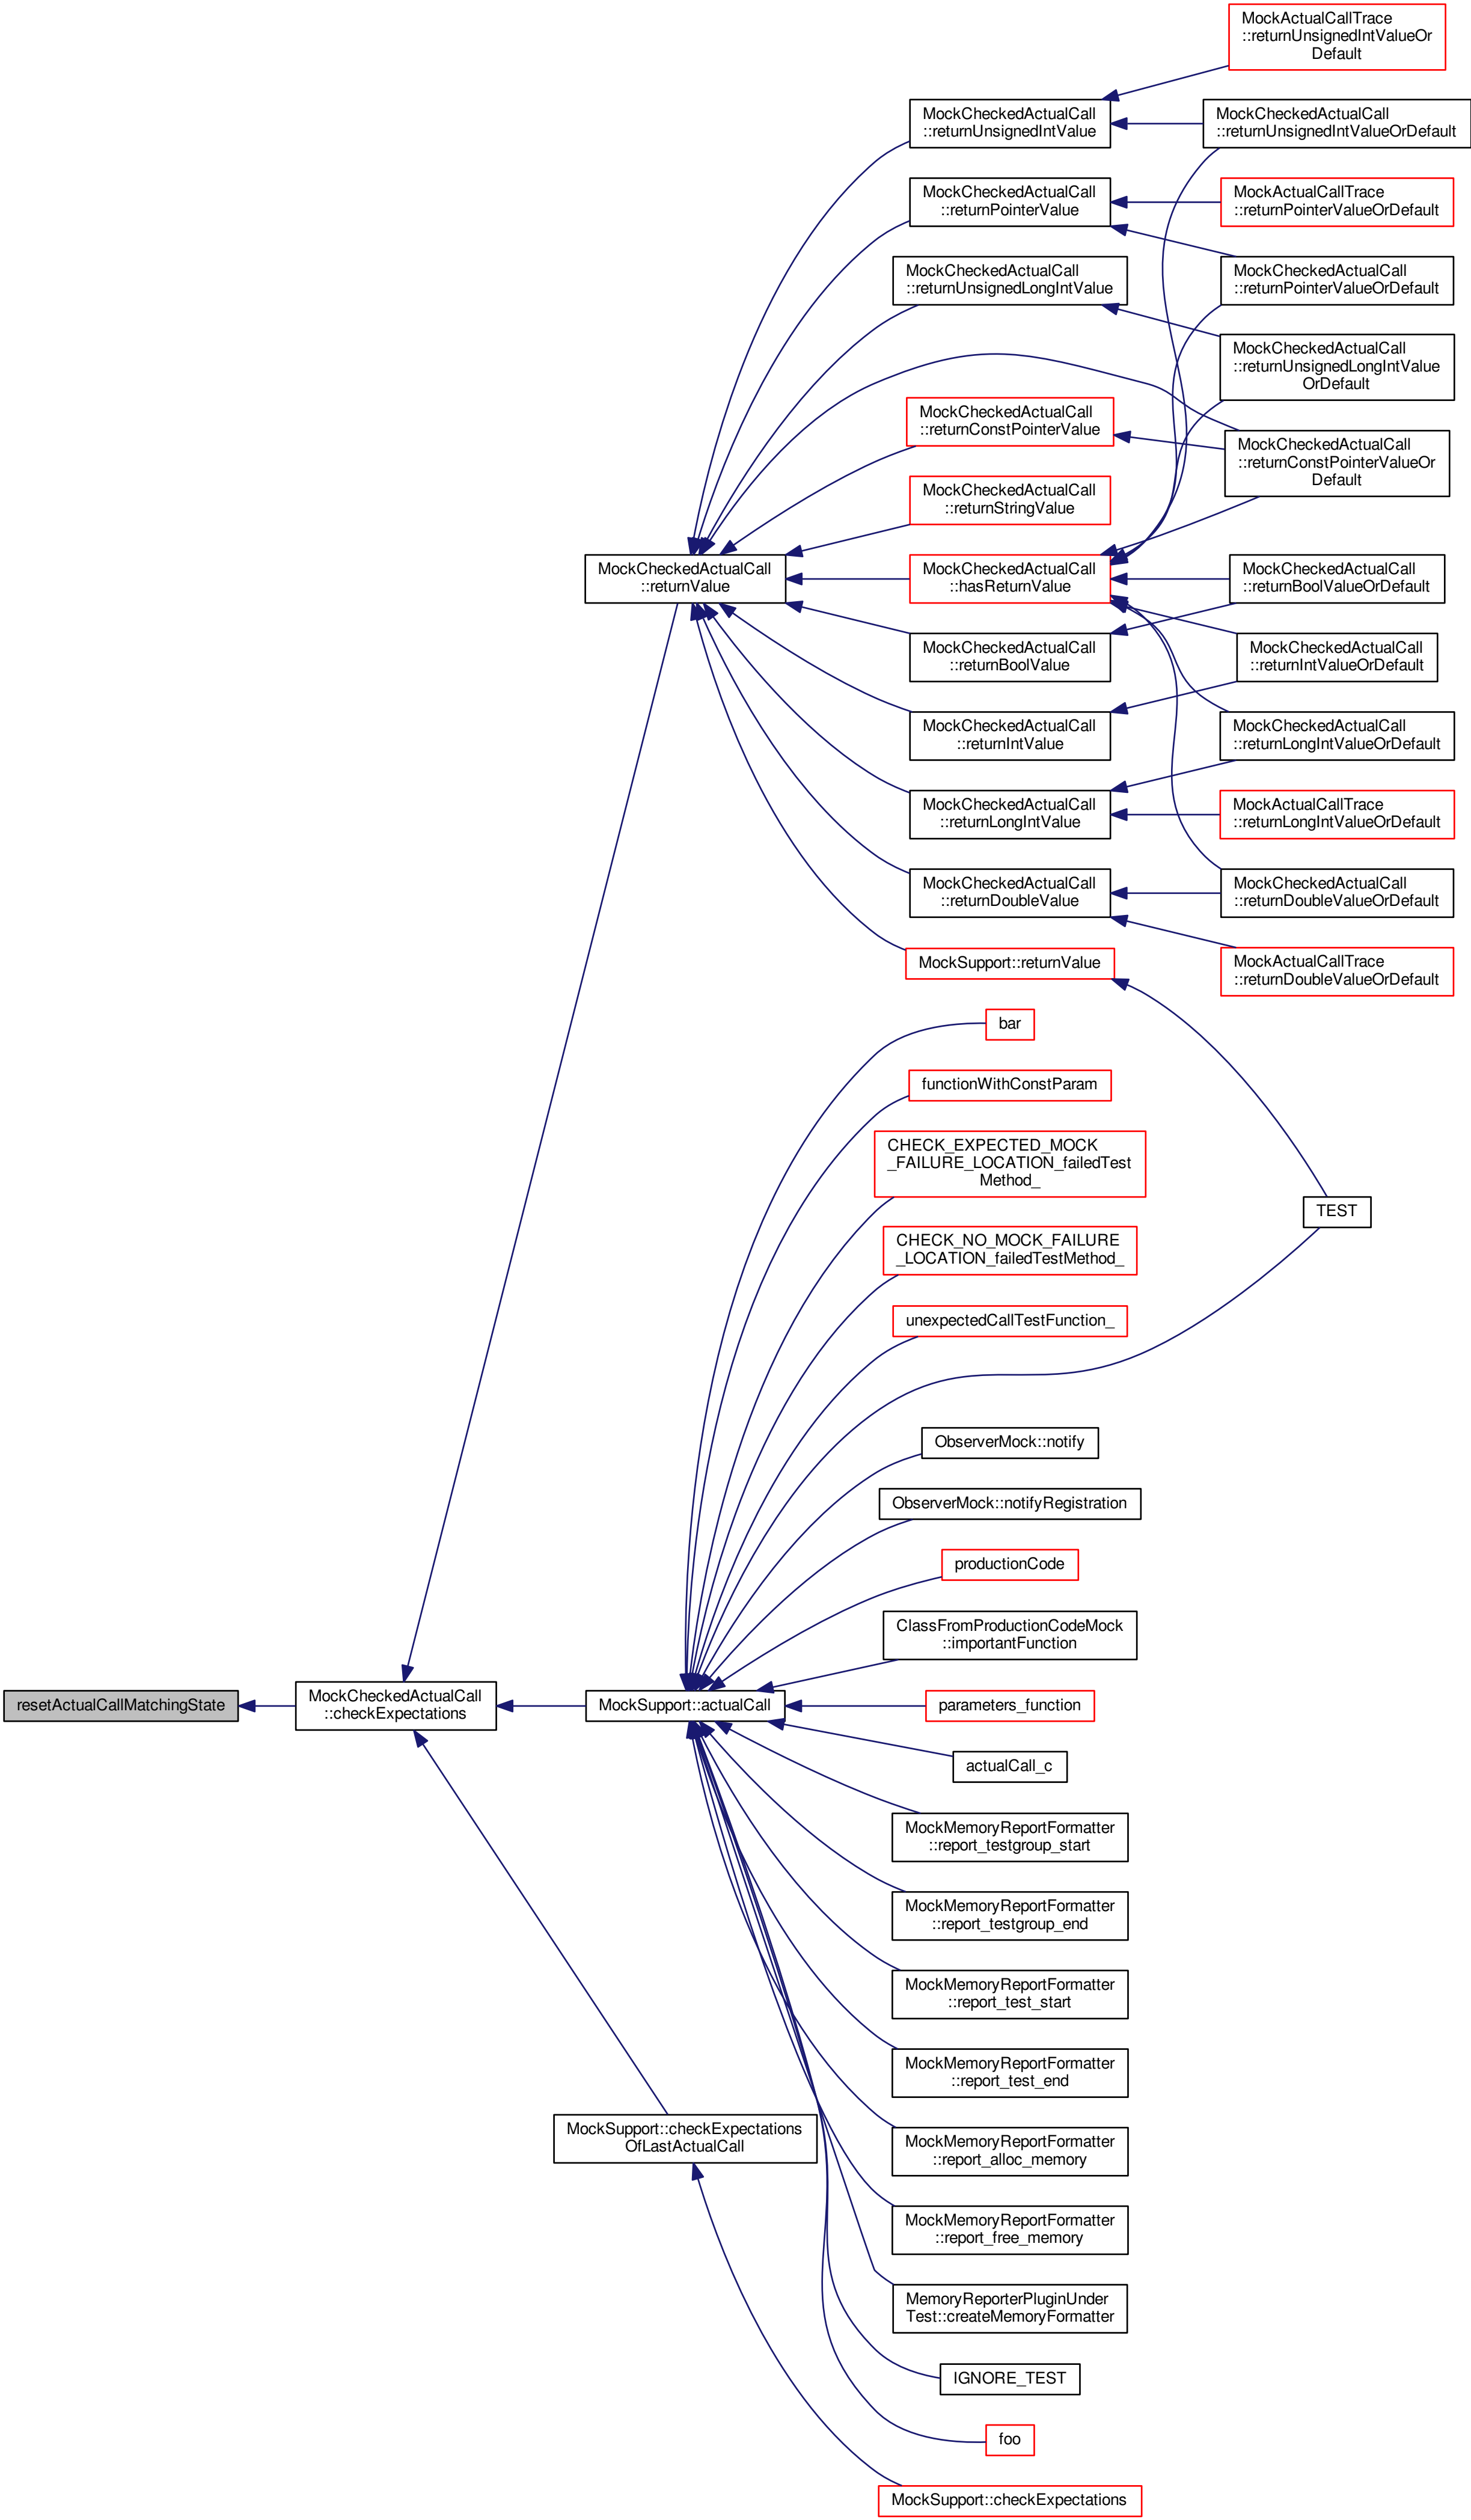 MockActualCallTrace
::returnUnsignedIntValueOr
Default
MockCheckedActualCall
::returnUnsignedIntValue
MockCheckedActualCall
::returnUnsignedIntValueOrDefault
MockCheckedActualCall
::returnPointerValue
MockActualCallTrace
::returnPointerValueOrDefault
MockCheckedActualCall
::returnUnsignedLongIntValue
MockCheckedActualCall
::returnPointerValueOrDefault
MockCheckedActualCall
::returnUnsignedLongIntValue
OrDefault
MockCheckedActualCall
::returnConstPointerValue
MockCheckedActualCall
::returnConstPointerValueOr
Default
MockCheckedActualCall
::returnStringValue
MockCheckedActualCall
::returnValue
MockCheckedActualCall
::hasReturnValue
MockCheckedActualCall
::returnBoolValueOrDefault
MockCheckedActualCall
::returnBoolValue
MockCheckedActualCall
::returnIntValueOrDefault
MockCheckedActualCall
::returnIntValue
MockCheckedActualCall
::returnLongIntValueOrDefault
MockCheckedActualCall
::returnLongIntValue
MockActualCallTrace
::returnLongIntValueOrDefault
MockCheckedActualCall
::returnDoubleValue
MockCheckedActualCall
::returnDoubleValueOrDefault
MockSupport::returnValue
MockActualCallTrace
::returnDoubleValueOrDefault
bar
functionWithConstParam
CHECK_EXPECTED_MOCK
_FAILURE_LOCATION_failedTest
Method_
TEST
CHECK_NO_MOCK_FAILURE
_LOCATION_failedTestMethod_
unexpectedCallTestFunction_
ObserverMock::notify
ObserverMock::notifyRegistration
productionCode
ClassFromProductionCodeMock
::importantFunction
resetActualCallMatchingState
MockCheckedActualCall
::checkExpectations
MockSupport::actualCall
parameters_function
actualCall_c
MockMemoryReportFormatter
::report_testgroup_start
MockMemoryReportFormatter
::report_testgroup_end
MockMemoryReportFormatter
::report_test_start
MockMemoryReportFormatter
::report_test_end
MockSupport::checkExpectations
OfLastActualCall
MockMemoryReportFormatter
::report_alloc_memory
MockMemoryReportFormatter
::report_free_memory
MemoryReporterPluginUnder
Test::createMemoryFormatter
IGNORE_TEST
foo
MockSupport::checkExpectations